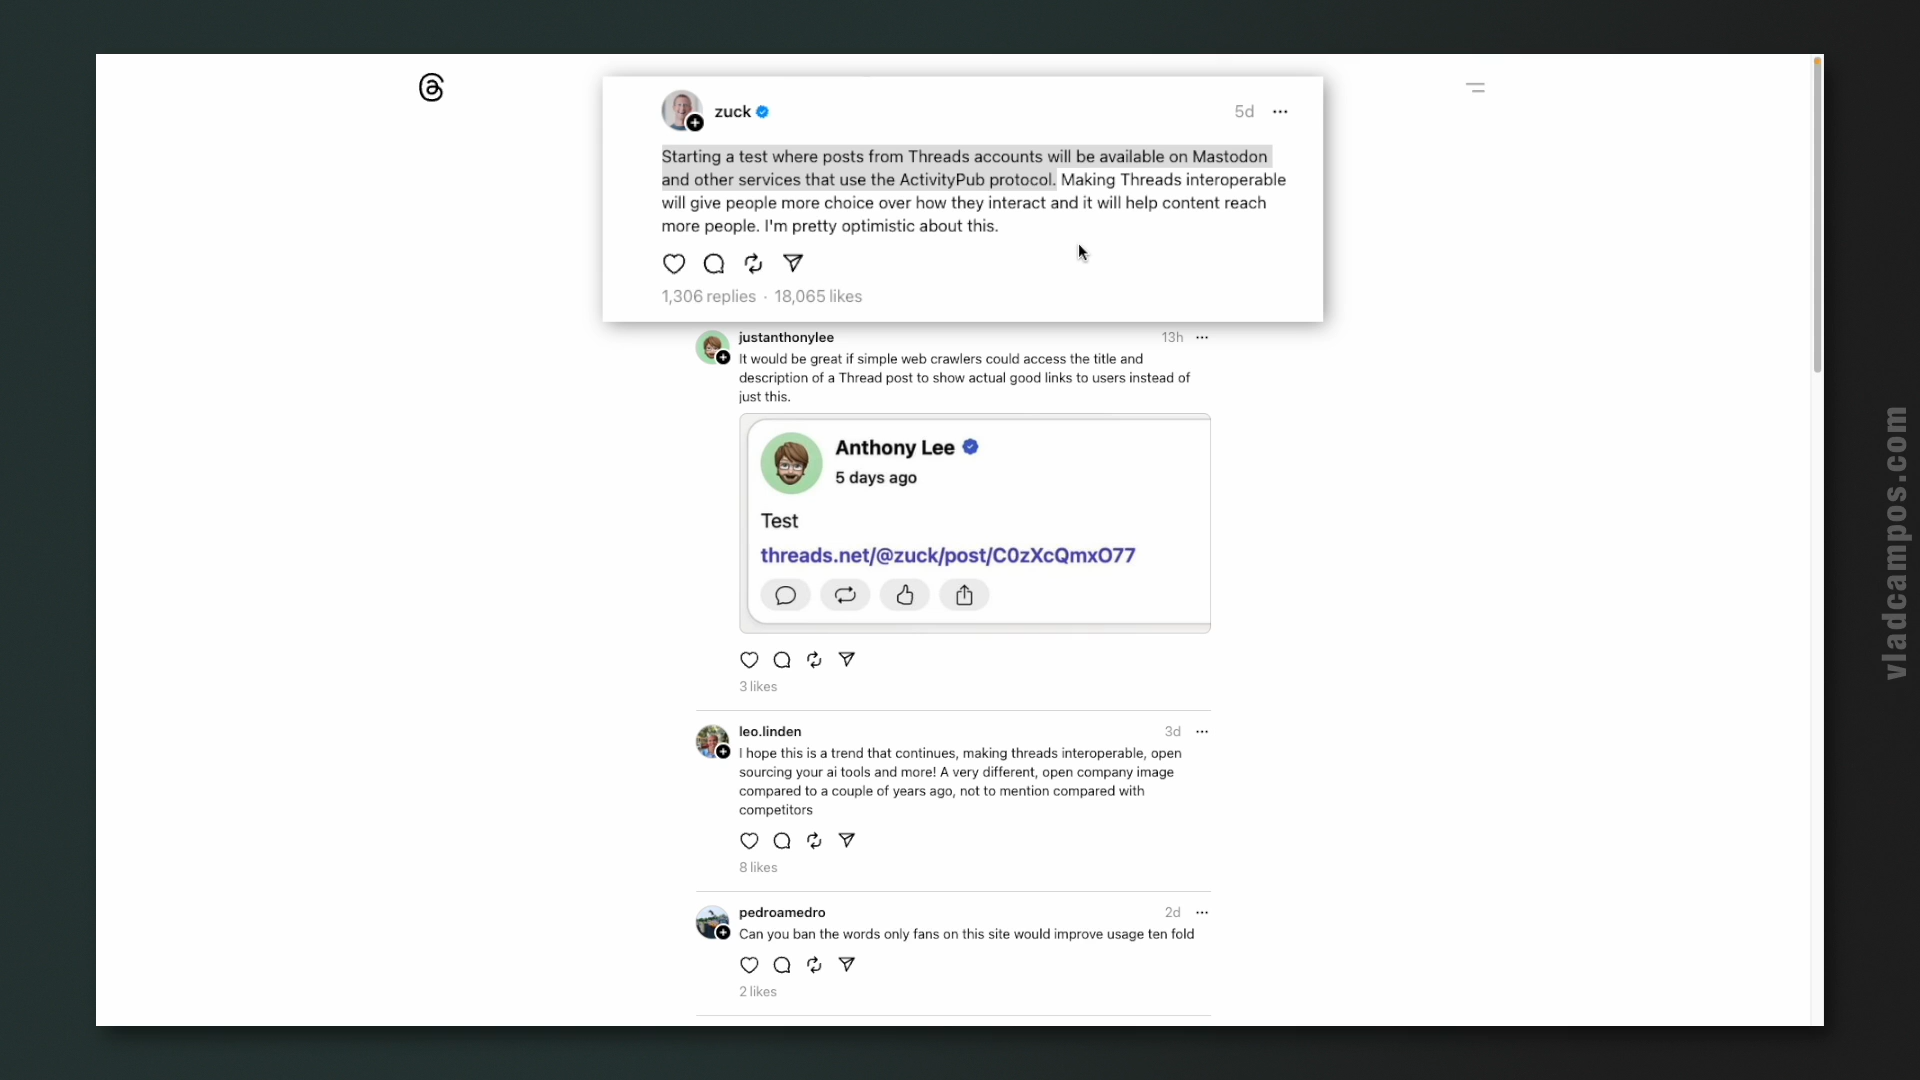 zuck
5d
Starting a test where posts from Threads accounts will be available on Mastodon
and other services that use the ActivityPub protocol. Making Threads interoperable
will give people more choice over how they interact and it will help content reach
more people. I'm pretty optimistic about this.
1,306 replies · 18,065 likes
justanthonylee
13h
It would be great if simple web crawlers could access the title and
description of a Thread post to show actual good links to users instead of
just this.
Anthony Lee
5 days ago
Test
threads.net/@zuck/post/C0zXcQmxO77
3 likes
leo.linden
3d
I hope this is a trend that continues, making threads interoperable, open
sourcing your ai tools and more! A very different, open company image
compared to a couple of years ago, not to mention compared with
competitors
8 likes
pedroamedro
2d
Can you ban the words only fans on this site would improve usage ten fold
2 likes
vladcampos.com